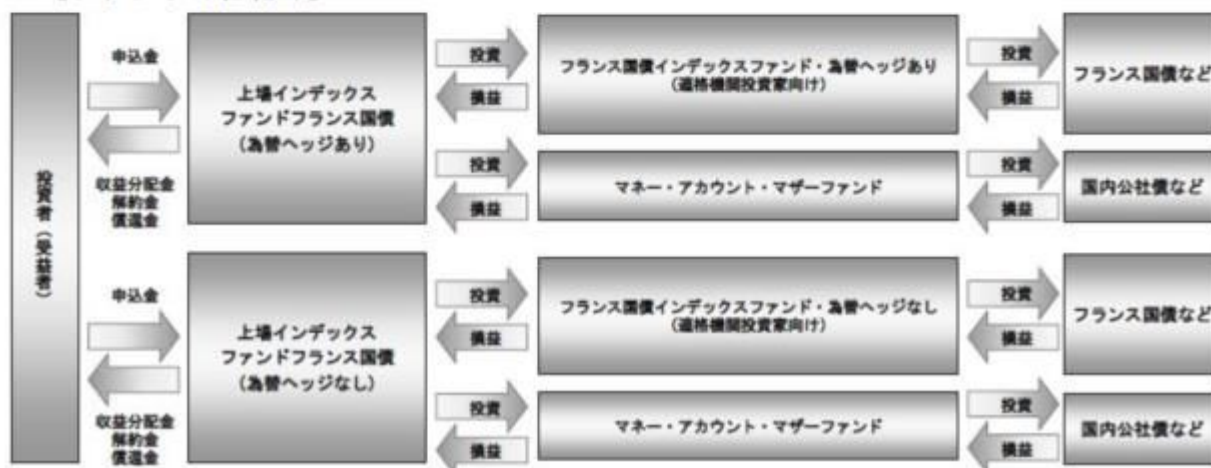 投資者（受益者）
申込金
収益分配金
解約金
償還金
上場インデックス
ファンドフランス国債
（為替ヘッジあり）
投資
損益
フランス国債インデックスファンド・為替ヘッジあり
（適格機関投資家向け）
投資
損益
フランス国債など
投資
損益
マネー・アカウント・マザーファンド
投資
損益
国内公社債など
申込金
収益分配金
解約金
償還金
上場インデックス
ファンドフランス国債
（為替ヘッジなし）
投資
損益
フランス国債インデックスファンド・為替ヘッジなし
（適格機関投資家向け）
投資
損益
フランス国債など
投資
損益
マネー・アカウント・マザーファンド
投資
損益
国内公社債など